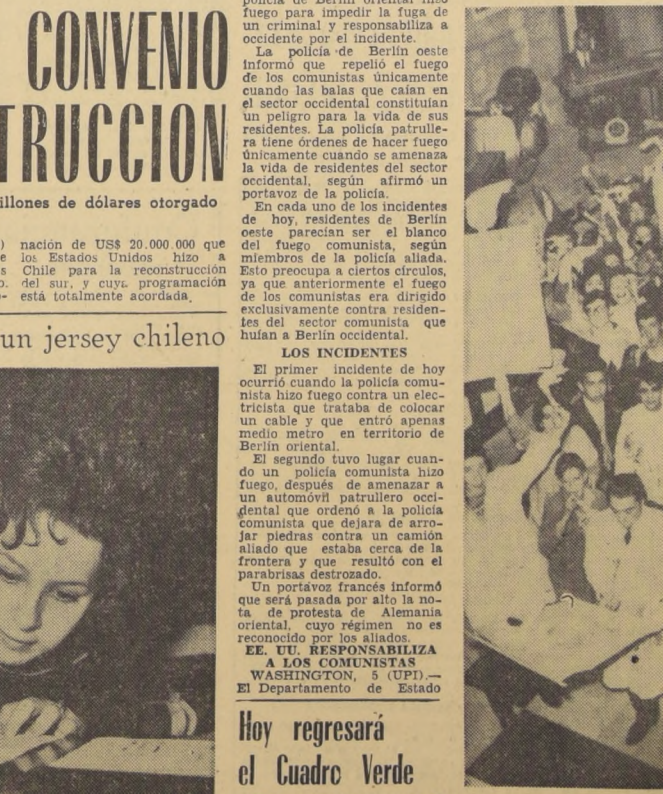 CONVENIO
TRUCCION
illones de dólares otorgado
) nación de US$ 20.000.000 que
e los Estados Unidos hizo a
s Chile para la reconstrucción
o. del sur, y cuya programación
- está totalmente acordada.
un jersey chileno
policía de Berlín oriental hizo
fuego para impedir la fuga de
un criminal y responsabiliza a
occidente por el incidente.
La policía de Berlín oeste
informó que repelió el fuego
de los comunistas únicamente
cuando las balas que caían en
el sector occidental constituían
un peligro para la vida de sus
residentes. La policía patrulle-
ra tiene órdenes de hacer fuego
únicamente cuando se amenaza
la vida de residentes del sector
occidental, según afirmó un
portavoz de la policía.
En cada uno de los incidentes
de hoy, residentes de Berlín
oeste parecían ser el blanco
del fuego comunista, según
miembros de la policía aliada.
Esto preocupa a ciertos círculos,
ya que anteriormente el fuego
de los comunistas era dirigido
exclusivamente contra residen-
tes del sector comunista que
huían a Berlín occidental.
LOS INCIDENTES
El primer incidente de hoy
ocurrió cuando la policía comu-
nista hizo fuego contra un elec-
tricista que trataba de colocar
un cable y que entró apenas
medio metro en territorio de
Berlín oriental.
El segundo tuvo lugar cuan-
do un policía comunista hizo
fuego, después de amenazar a
un automóvil patrullero occi-
dental que ordenó a la policía
comunista que dejara de arro-
jar piedras contra un camión
aliado que estaba cerca de la
frontera y que resultó con el
parabrisas destrozado.
Un portavoz francés informó
que será pasada por alto la no-
ta de protesta de Alemania
oriental, cuyo régimen no es
reconocido por los aliados.
EE. UU. RESPONSABILIZA
A LOS COMUNISTAS
WASHINGTON, 5 (UPI).—
El Departamento de Estado
Hoy regresará
el Cuadro Verde